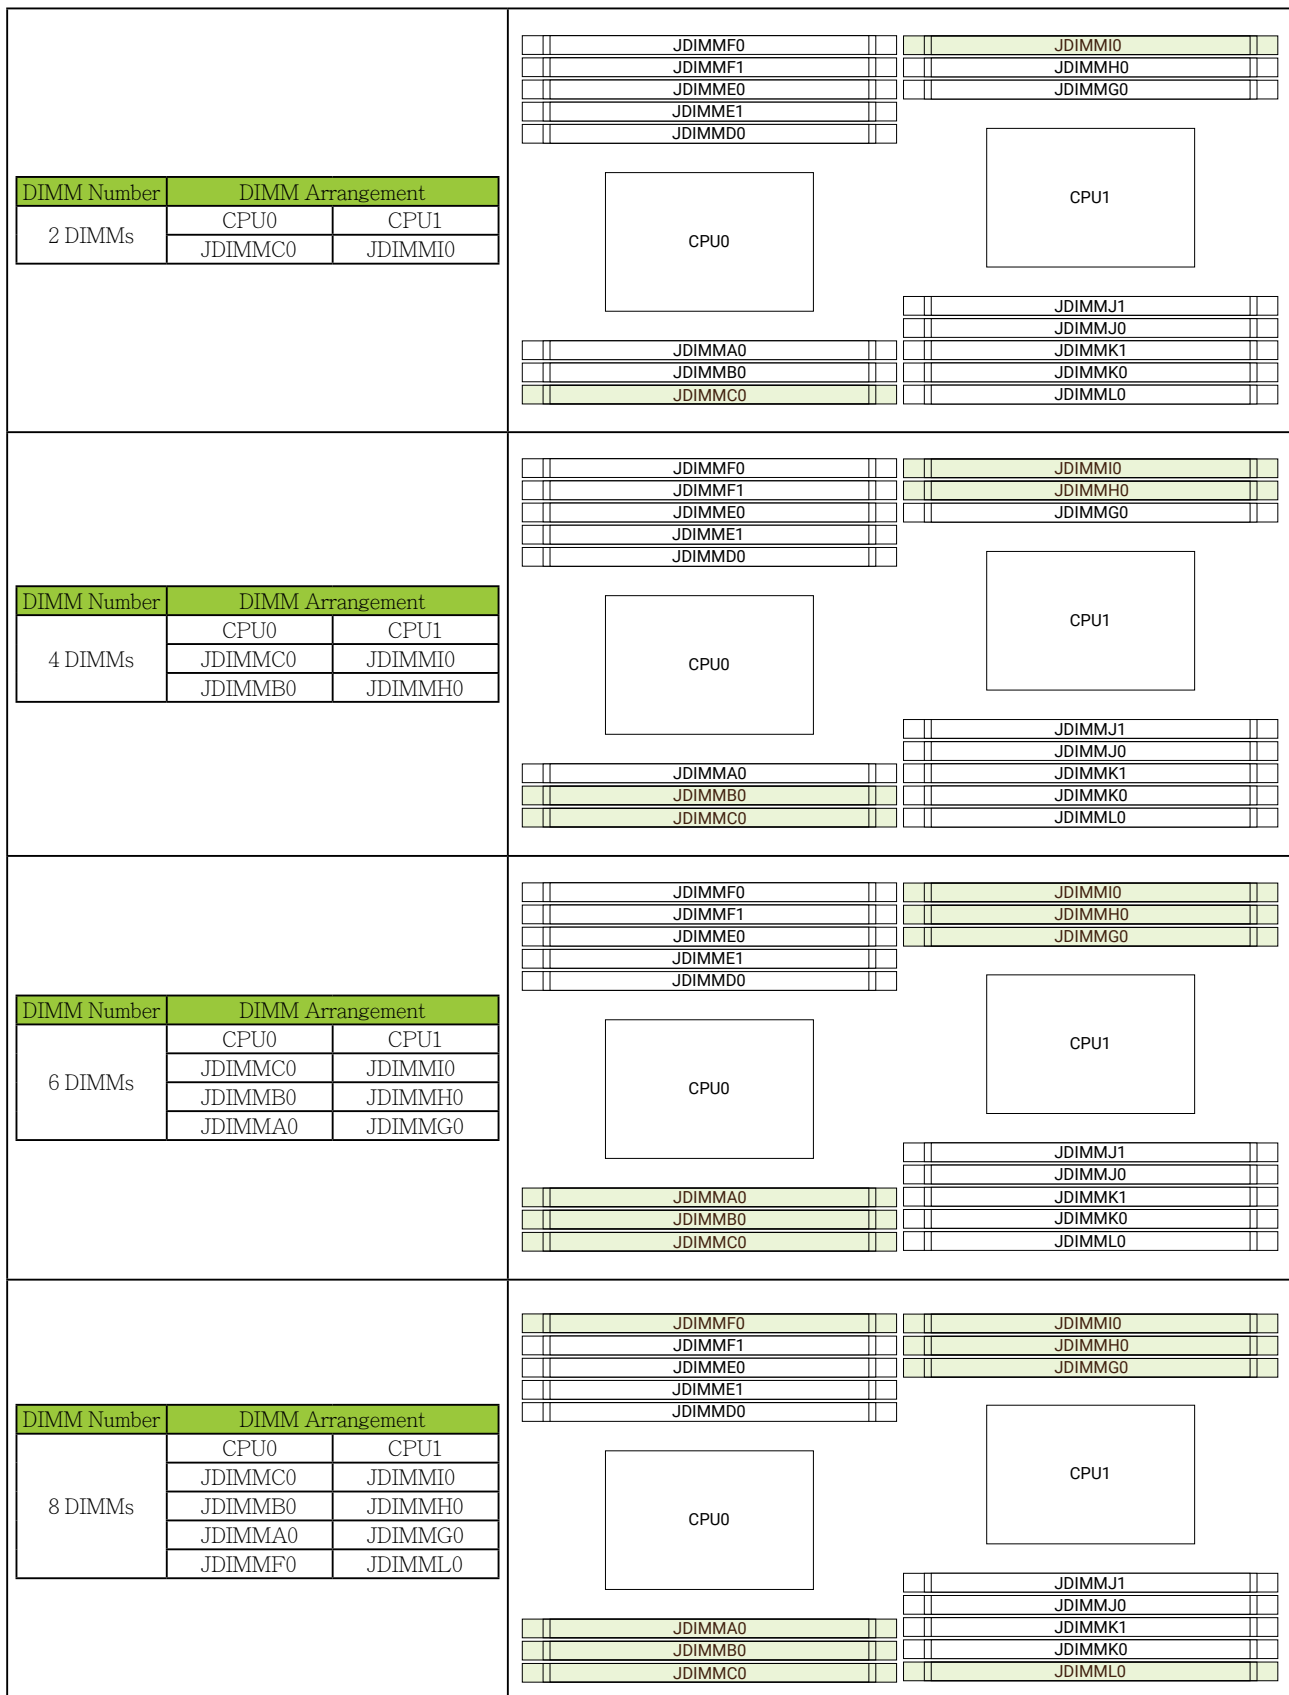 DIMM Number DIMM Arrangement
2 DIMMs CPU0 CPU1
JDIMMC0 JDIMMI0
JDIMMF0
JDIMMF1
JDIMME0
JDIMME1
JDIMMD0
CPU0
JDIMMA0
JDIMMB0
JDIMMC0
JDIMMI0
JDIMMH0
JDIMMG0
CPU1
JDIMMJ1
JDIMMJ0
JDIMMK1
JDIMMK0
JDIMML0
DIMM Number DIMM Arrangement
4 DIMMs CPU0 CPU1
JDIMMC0 JDIMMI0
JDIMMB0 JDIMMH0
JDIMMF0
JDIMMF1
JDIMME0
JDIMME1
JDIMMD0
CPU0
JDIMMA0
JDIMMB0
JDIMMC0
JDIMMI0
JDIMMH0
JDIMMG0
CPU1
JDIMMJ1
JDIMMJ0
JDIMMK1
JDIMMK0
JDIMML0
DIMM Number DIMM Arrangement
6 DIMMs CPU0 CPU1
JDIMMC0 JDIMMI0
JDIMMB0 JDIMMH0
JDIMMA0 JDIMMG0
JDIMMF0
JDIMMF1
JDIMME0
JDIMME1
JDIMMD0
CPU0
JDIMMA0
JDIMMB0
JDIMMC0
JDIMMI0
JDIMMH0
JDIMMG0
CPU1
JDIMMJ1
JDIMMJ0
JDIMMK1
JDIMMK0
JDIMML0
DIMM Number DIMM Arrangement
8 DIMMs CPU0 CPU1
JDIMMC0 JDIMMI0
JDIMMB0 JDIMMH0
JDIMMA0 JDIMMG0
JDIMMF0 JDIMML0
JDIMMF0
JDIMMF1
JDIMME0
JDIMME1
JDIMMD0
CPU0
JDIMMA0
JDIMMB0
JDIMMC0
JDIMMI0
JDIMMH0
JDIMMG0
CPU1
JDIMMJ1
JDIMMJ0
JDIMMK1
JDIMMK0
JDIMML0